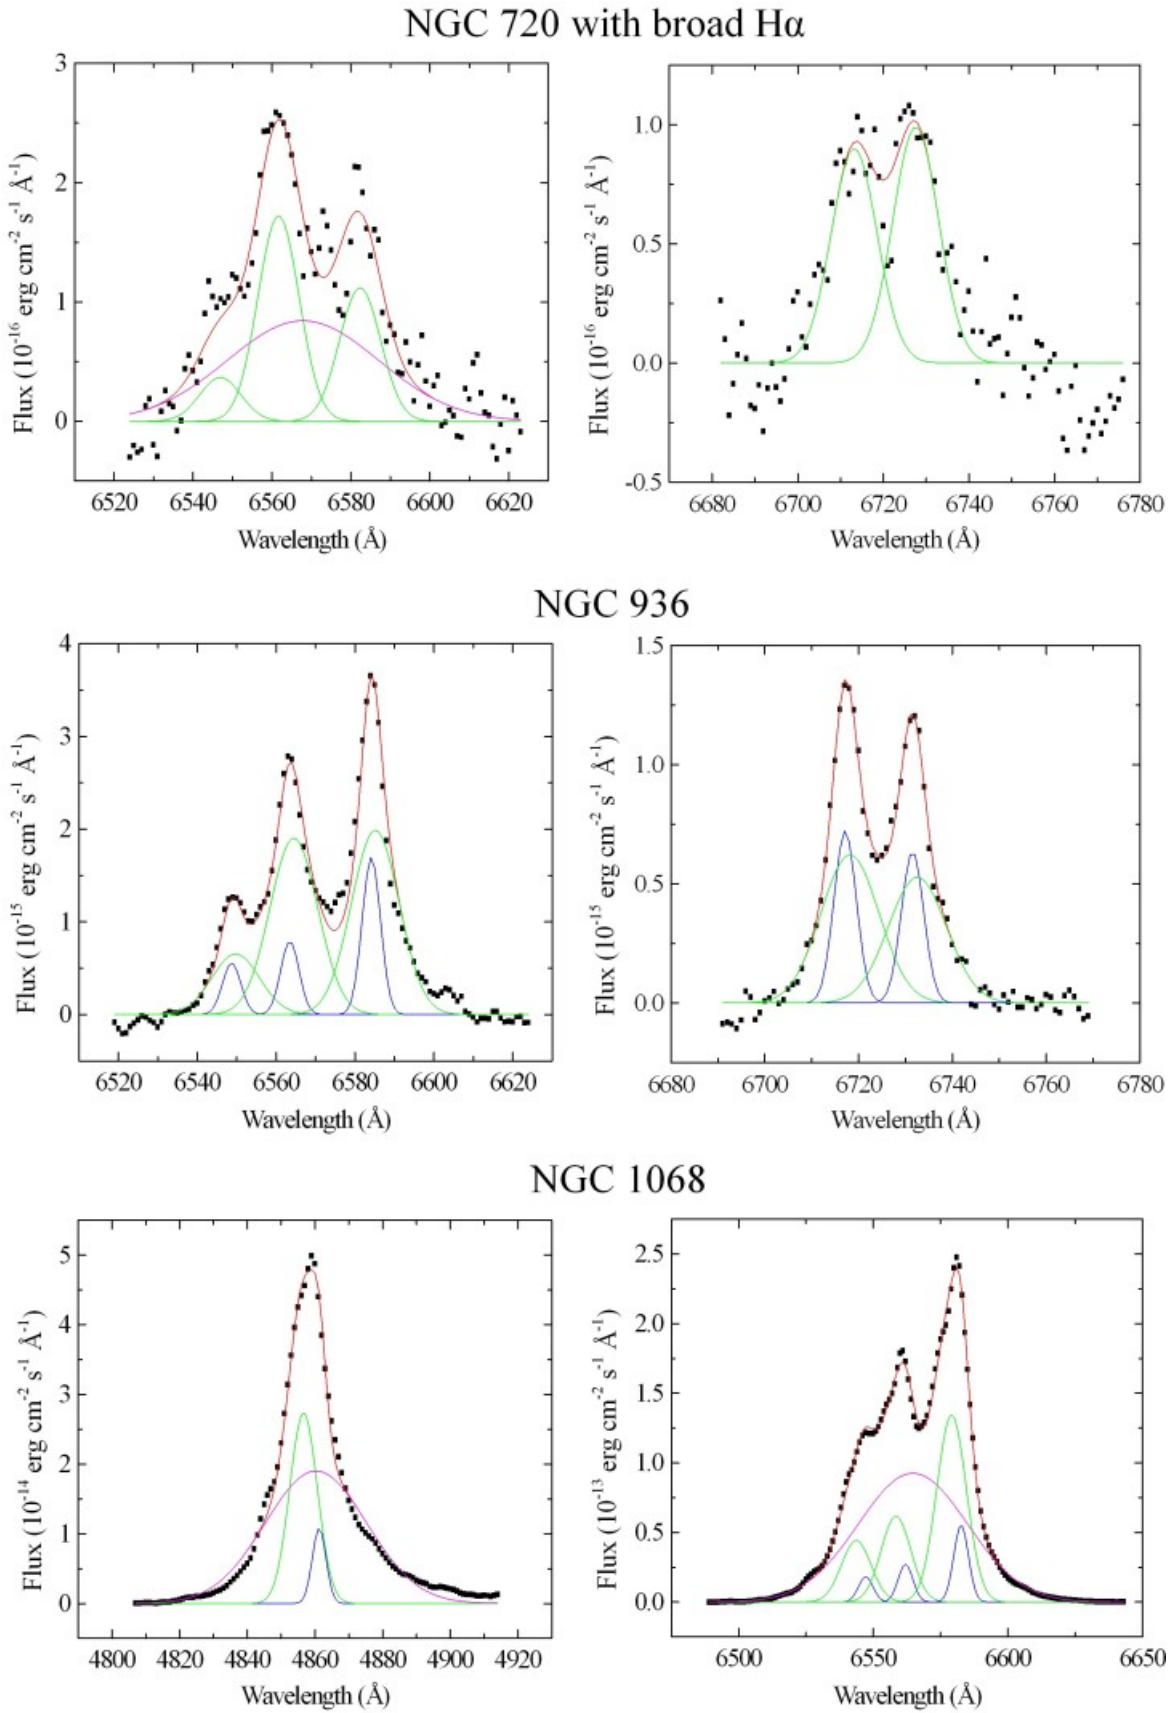 NGC 720 with broad Hα
3
2
1
0
Flux (10⁻¹⁶ erg cm⁻² s⁻¹ Å⁻¹)
6520 6540 6560 6580 6600 6620
Wavelength (Å)
1.0
0.5
0.0
-0.5
Flux (10⁻¹⁶ erg cm⁻² s⁻¹ Å⁻¹)
6680 6700 6720 6740 6760 6780
Wavelength (Å)
NGC 936
4
3
2
1
0
Flux (10⁻¹⁵ erg cm⁻² s⁻¹ Å⁻¹)
6520 6540 6560 6580 6600 6620
Wavelength (Å)
1.5
1.0
0.5
0.0
Flux (10⁻¹⁵ erg cm⁻² s⁻¹ Å⁻¹)
6680 6700 6720 6740 6760 6780
Wavelength (Å)
NGC 1068
5
4
3
2
1
0
Flux (10⁻¹⁴ erg cm⁻² s⁻¹ Å⁻¹)
4800 4820 4840 4860 4880 4900 4920
Wavelength (Å)
2.5
2.0
1.5
1.0
0.5
0.0
Flux (10⁻¹³ erg cm⁻² s⁻¹ Å⁻¹)
6500 6550 6600 6650
Wavelength (Å)